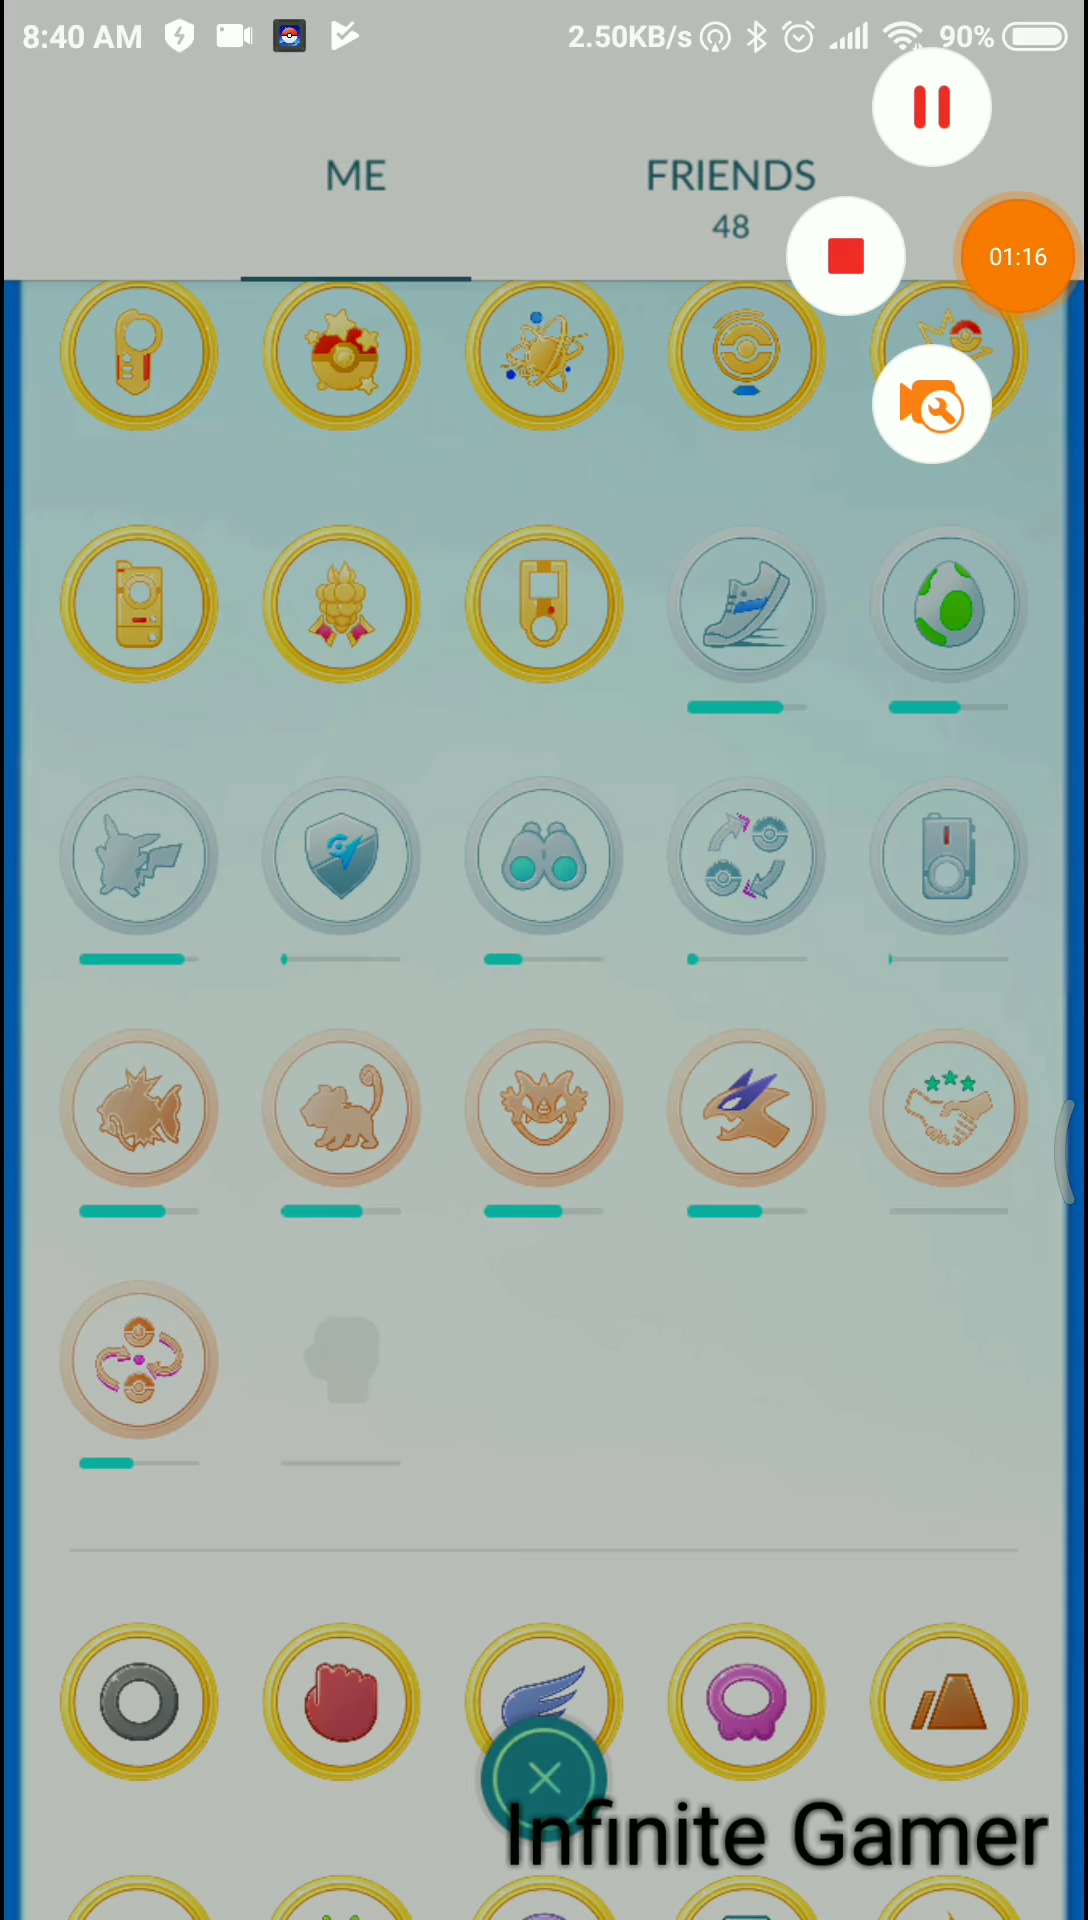 8:40 AM 2.50KB/s 90%
ME FRIENDS
48
01:16
Infinite Gamer